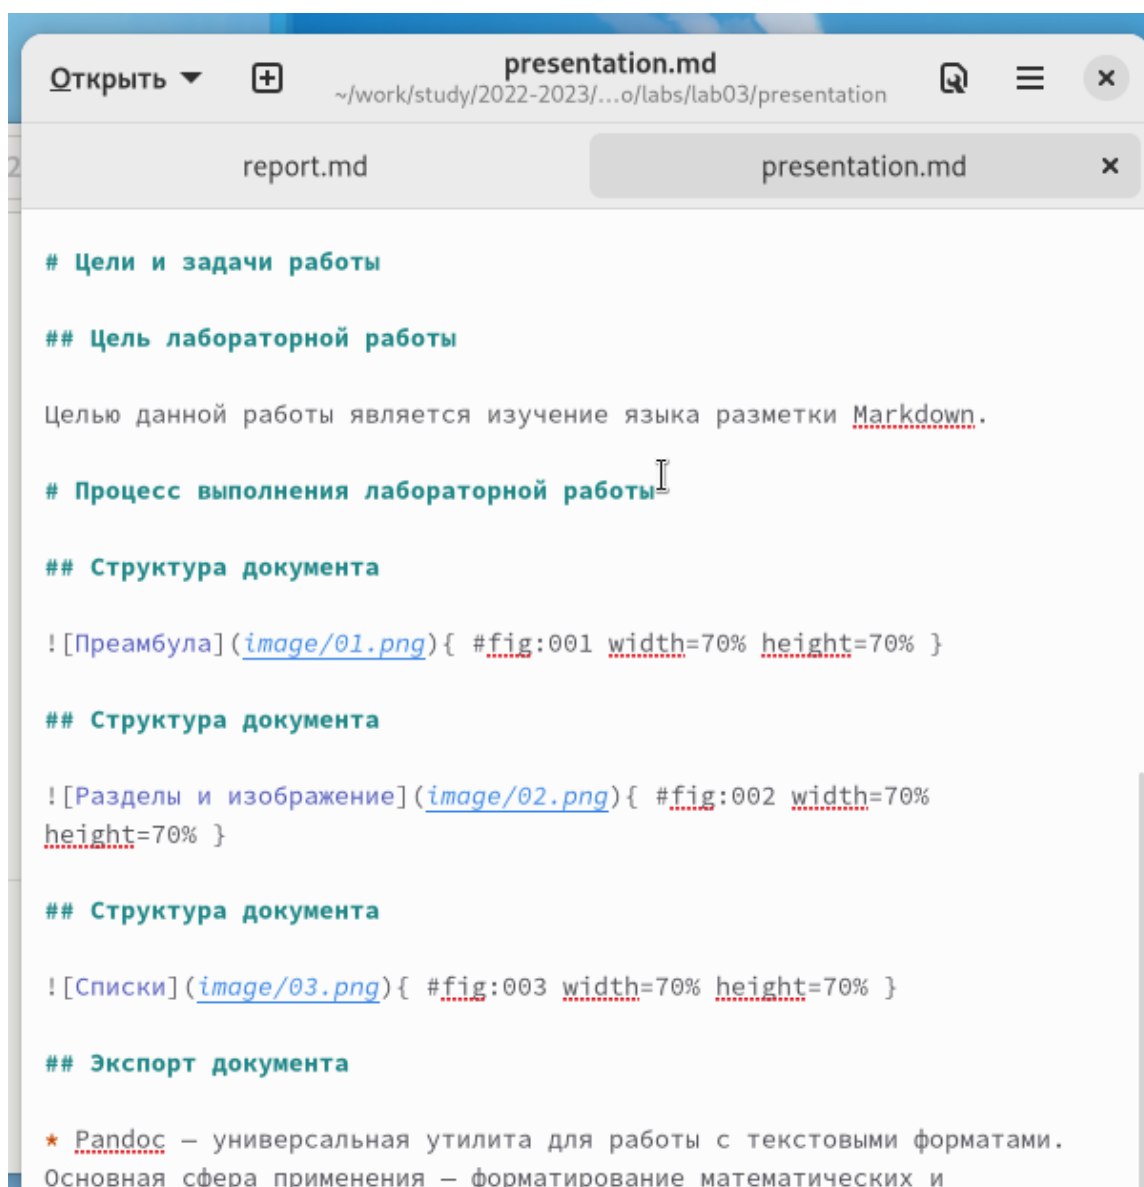 Открыть
presentation.md
~/work/study/2022-2023/...o/labs/lab03/presentation
2
report.md
presentation.md
# Цели и задачи работы
## Цель лабораторной работы
Целью данной работы является изучение языка разметки Markdown.
# Процесс выполнения лабораторной работы
## Структура документа
![Преамбула](image/01.png){ #fig:001 width=70% height=70% }
## Структура документа
![Разделы и изображение](image/02.png){ #fig:002 width=70%
height=70% }
## Структура документа
![Списки](image/03.png){ #fig:003 width=70% height=70% }
## Экспорт документа
* Pandoc — универсальная утилита для работы с текстовыми форматами.
Основная сфера применения — форматирование математических и